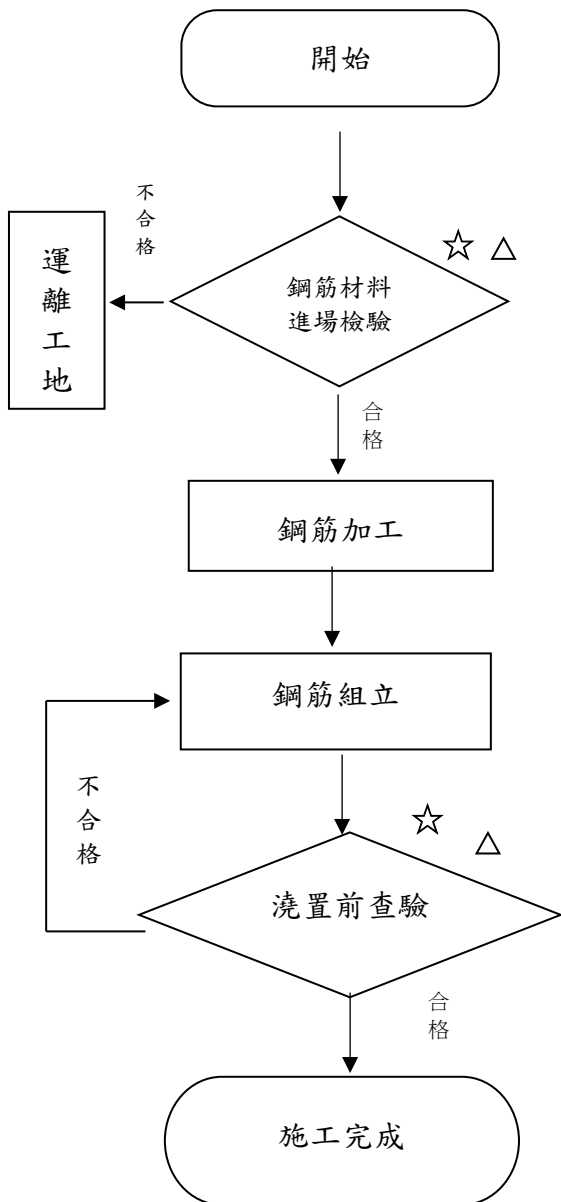 開始
不合格
運離工地
☆ △
鋼筋材料
進場檢驗
合格
鋼筋加工
鋼筋組立
不合格
☆ △
澆置前查驗
合格
施工完成